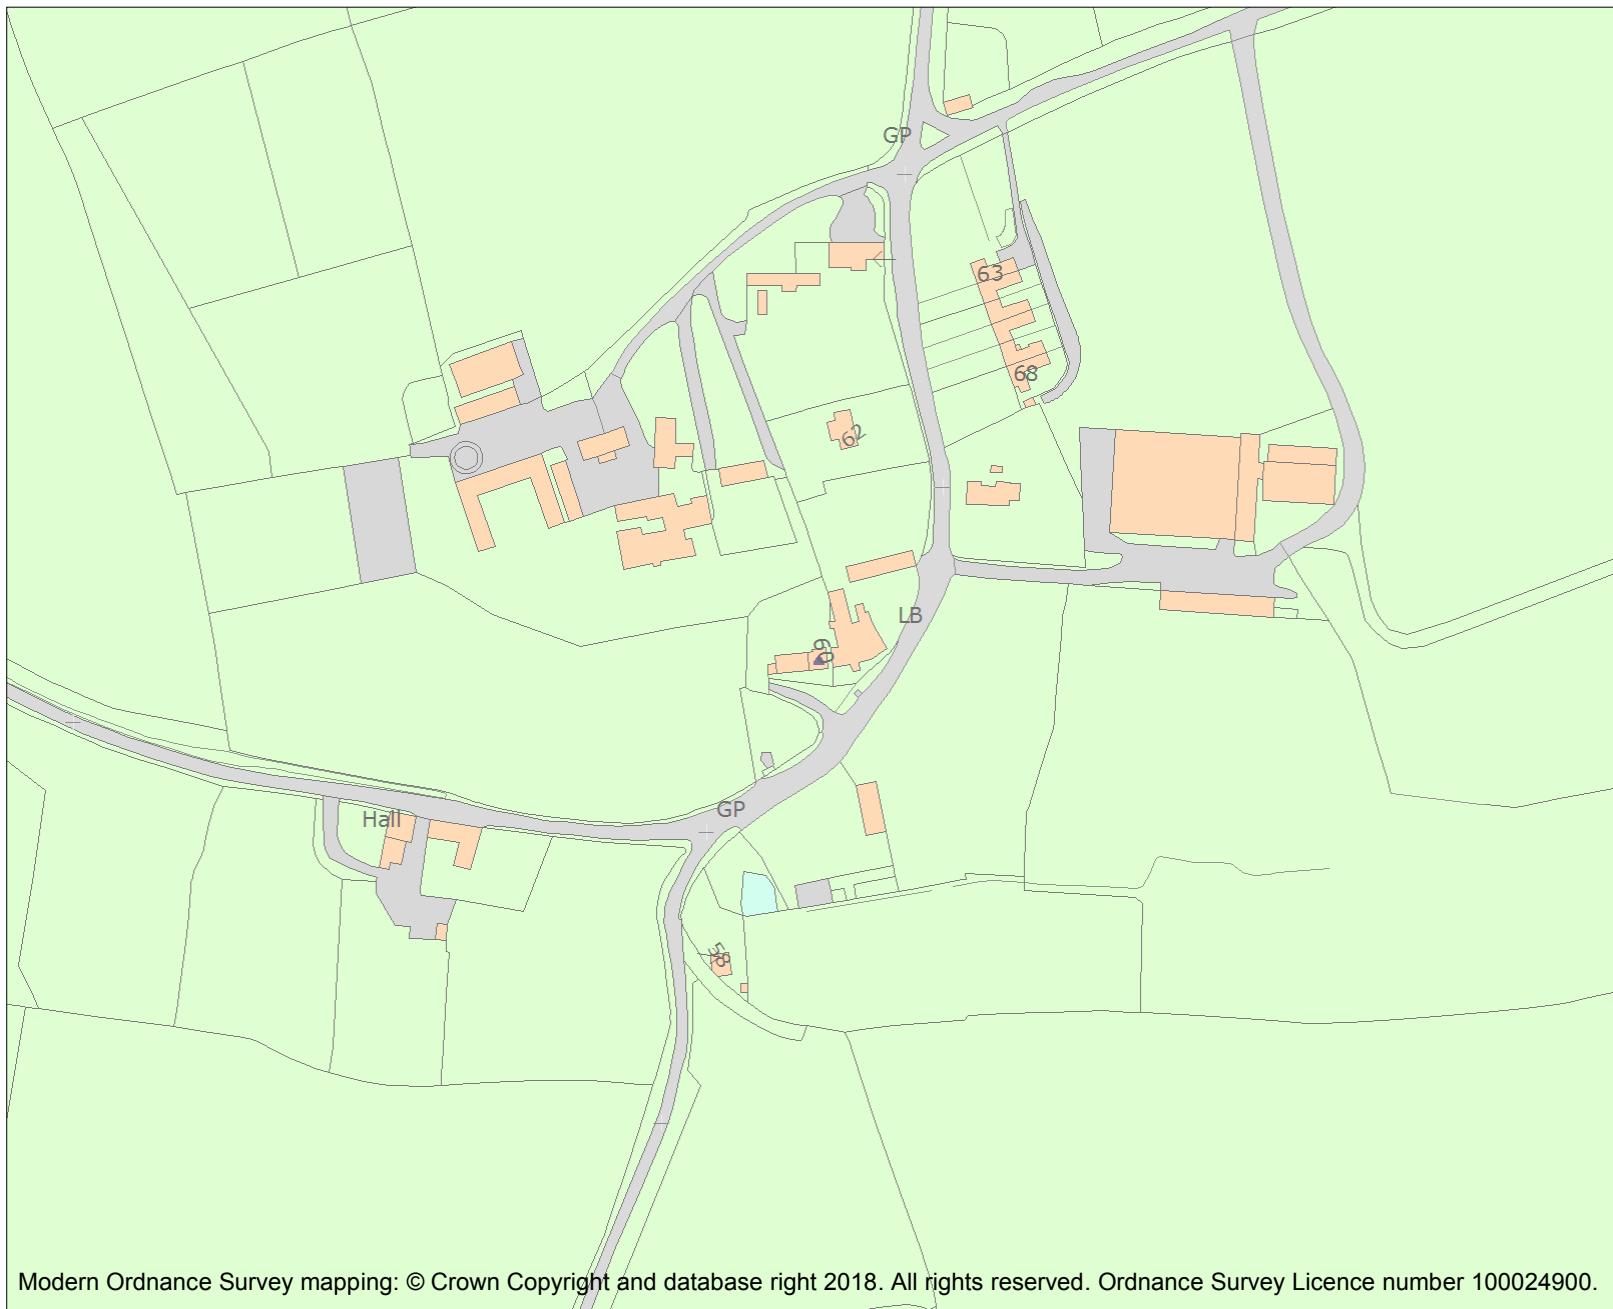 GP
63
68
62
LB
60
GP
Hall
58
Modern Ordnance Survey mapping: © Crown Copyright and database right 2018. All rights reserved. Ordnance Survey Licence number 100024900.